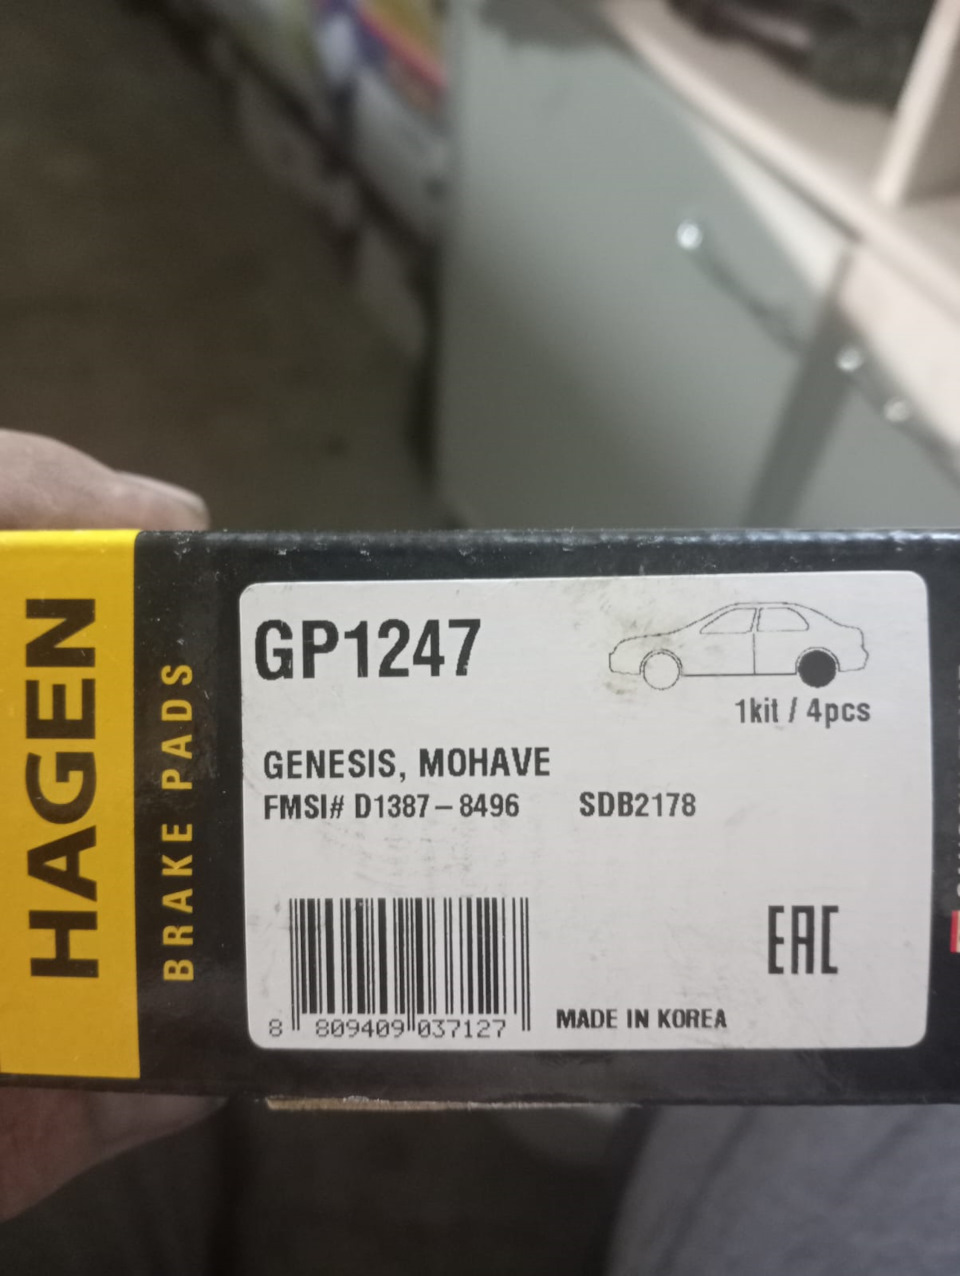 HAGEN
BRAKE PADS
GP1247
1kit / 4pcs
GENESIS, MOHAVE
FMSI# D1387-8496 SDB2178
EAC
8 809409 037127
MADE IN KOREA